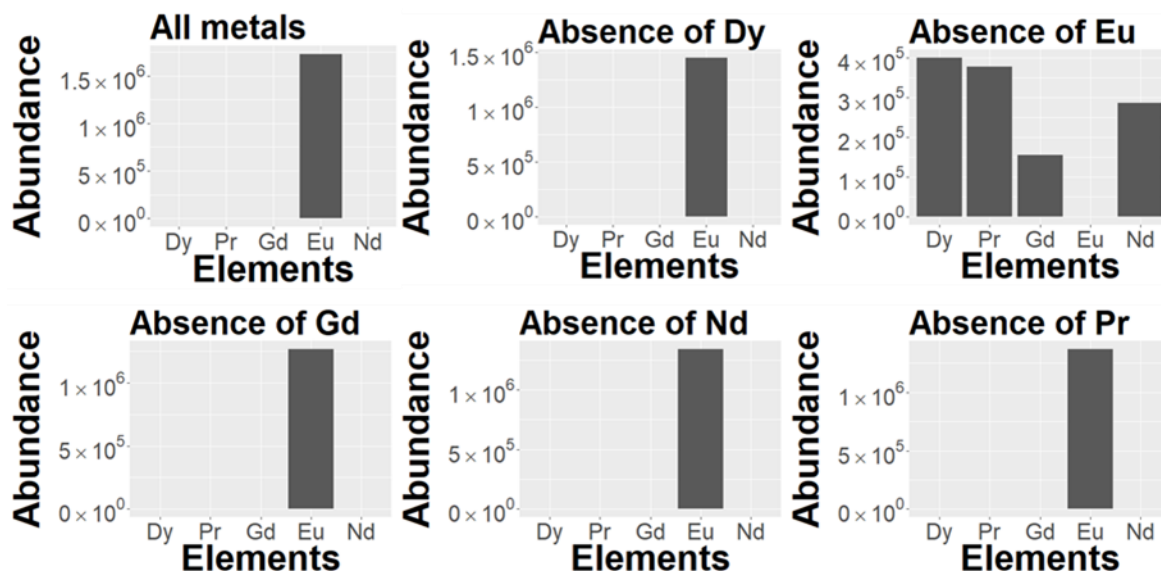 All metals
Abundance
1.5 × 10⁶
1 × 10⁶
5 × 10⁵
0 × 10⁰
Dy Pr Gd Eu Nd
Elements
Absence of Dy
Abundance
1.5 × 10⁶
1 × 10⁶
5 × 10⁵
0 × 10⁰
Dy Pr Gd Eu Nd
Elements
Absence of Eu
Abundance
4 × 10⁵
3 × 10⁵
2 × 10⁵
1 × 10⁵
0 × 10⁰
Dy Pr Gd Eu Nd
Elements
Absence of Gd
Abundance
1 × 10⁶
5 × 10⁵
0 × 10⁰
Dy Pr Gd Eu Nd
Elements
Absence of Nd
Abundance
1 × 10⁶
5 × 10⁵
0 × 10⁰
Dy Pr Gd Eu Nd
Elements
Absence of Pr
Abundance
1 × 10⁶
5 × 10⁵
0 × 10⁰
Dy Pr Gd Eu Nd
Elements